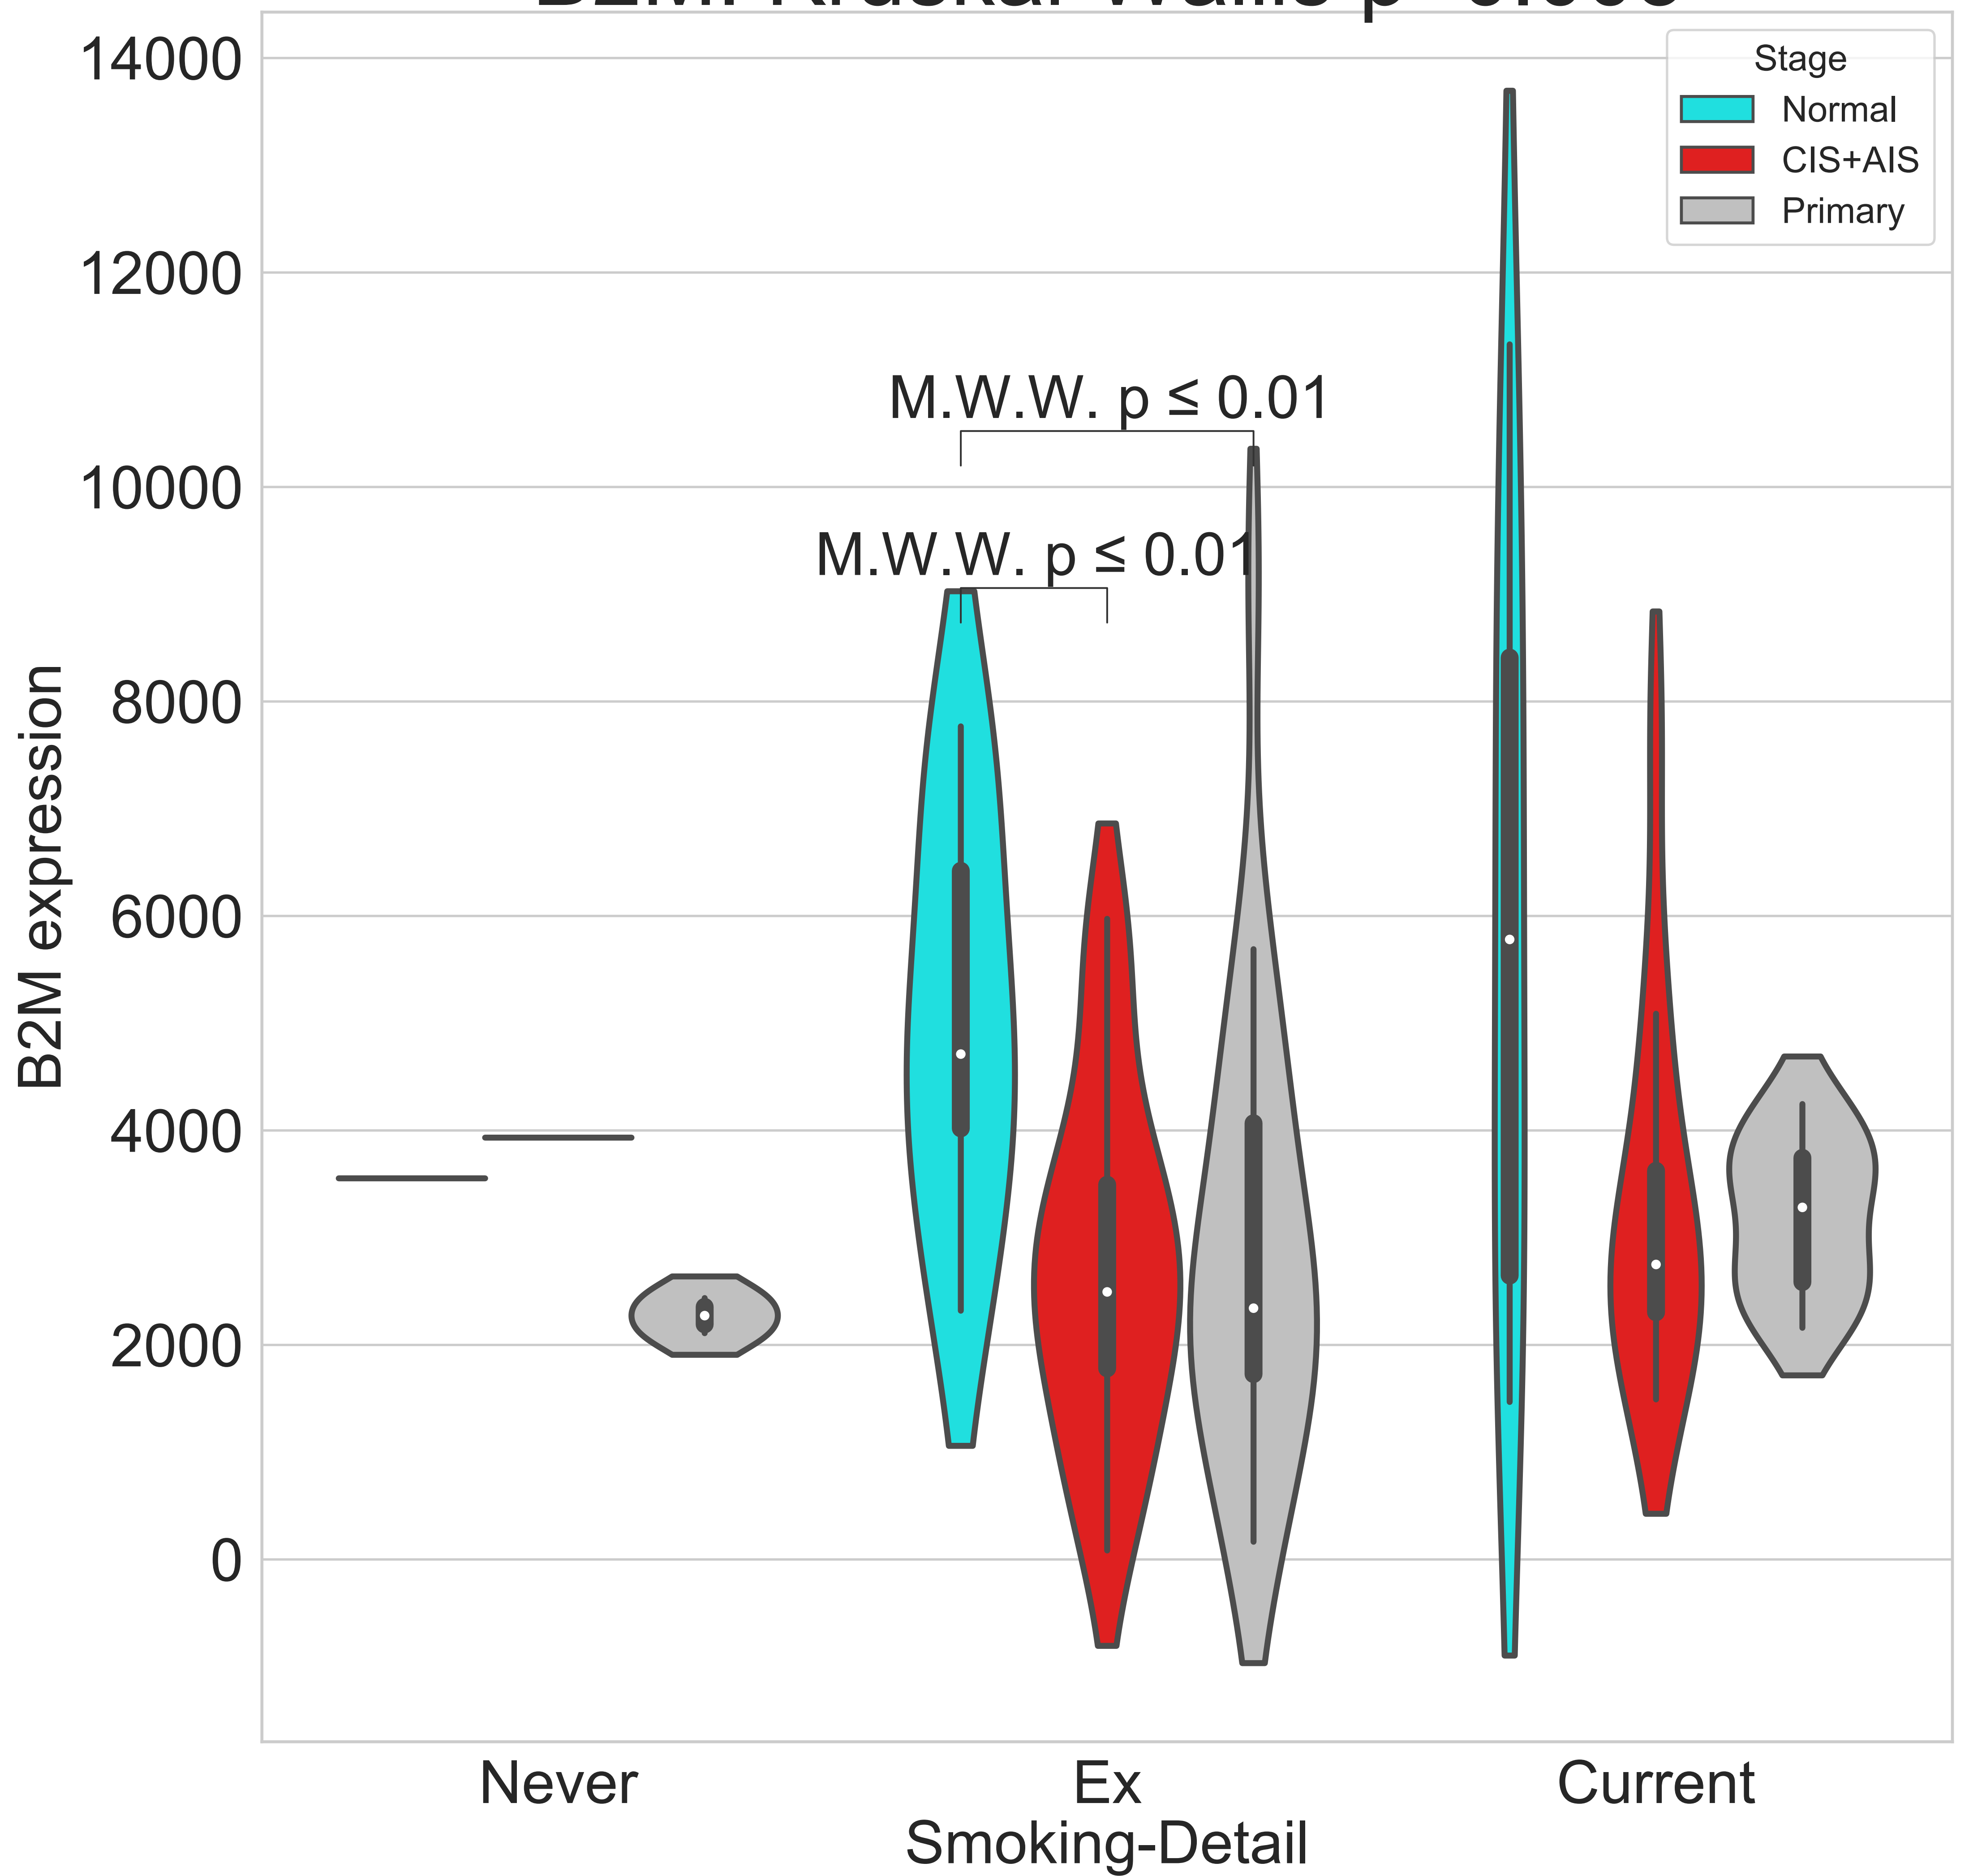 14000
12000
10000
8000
6000
4000
2000
0
B2M expression
Stage
Normal
CIS+AIS
Primary
M.W.W. p ≤ 0.01
M.W.W. p ≤ 0.01
Never
Ex
Current
Smoking-Detail